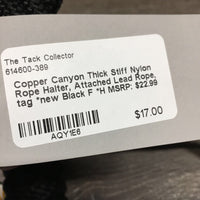 The Tack Collector
614600-389
Copper Canyon Thick Stiff Nylon
Rope Halter, Attached Lead Rope,
tag *new Black F *H MSRP: $22.99
$17.00
AQY1E6